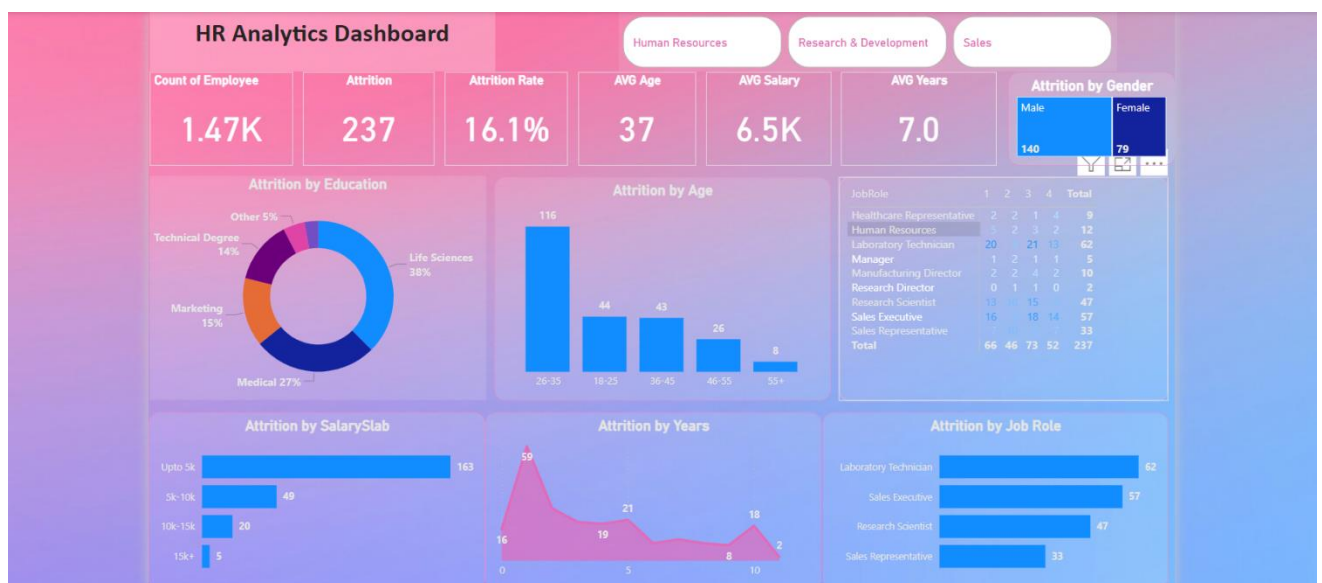 HR Analytics Dashboard
Human Resources
Research & Development
Sales
Count of Employee
1.47K
Attrition
237
Attrition Rate
16.1%
AVG Age
37
AVG Salary
6.5K
AVG Years
7.0
Attrition by Gender
Male
140
Female
79
Attrition by Education
Other 5%
Technical Degree
14%
Marketing
15%
Medical 27%
Life Sciences
38%
Attrition by Age
116
44
43
26
8
26-35 18-25 36-45 46-55 55+
JobRole 1 2 3 4 Total
Healthcare Representative 2 2 1 4 9
Human Resources 5 2 3 2 12
Laboratory Technician 20 21 13 62
Manager 1 2 1 1 5
Manufacturing Director 2 2 4 2 10
Research Director 0 1 1 0 2
Research Scientist 13 15 47
Sales Executive 16 18 14 57
Sales Representative 33
Total 66 46 73 52 237
Attrition by SalarySlab
Upto 5k 163
5k-10k 49
10k-15k 20
15k+ 5
Attrition by Years
59
16
19
21
8
18
2
0 5 10
Attrition by Job Role
Laboratory Technician 62
Sales Executive 57
Research Scientist 47
Sales Representative 33